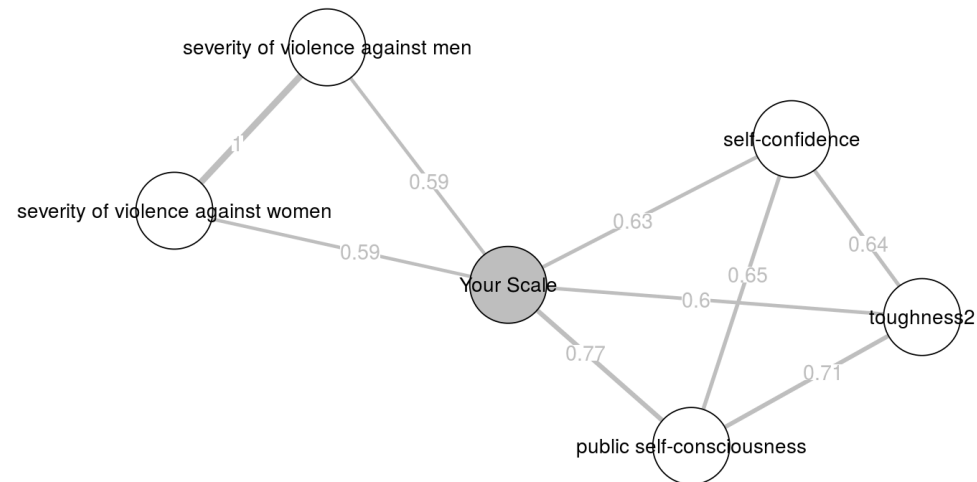 severity of violence against men
1
self-confidence
0.59
severity of violence against women
0.63
0.64
0.59
0.65
Your Scale
0.6
toughness2
0.77
0.71
public self-consciousness